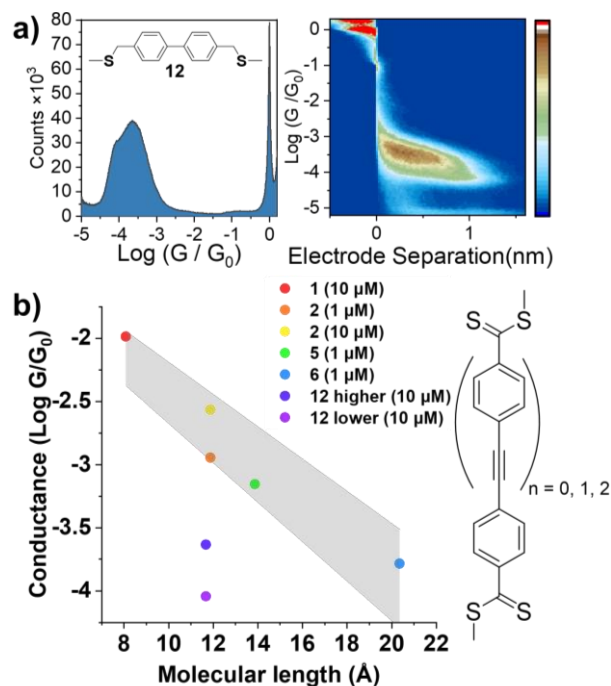 a)
80
70
60
50
40
30
20
10
0
Counts ×10³
-5 -4 -3 -2 -1 0
Log (G / G₀)
S
S
12
0
-1
-2
-3
-4
-5
Log (G /G₀)
0 1
Electrode Separation(nm)
b)
-2
-2.5
-3
-3.5
-4
Conductance (Log G/G₀)
8 10 12 14 16 18 20 22
Molecular length (Å)
1 (10 µM)
2 (1 µM)
2 (10 µM)
5 (1 µM)
6 (1 µM)
12 higher (10 µM)
12 lower (10 µM)
S S
n = 0, 1, 2
S S